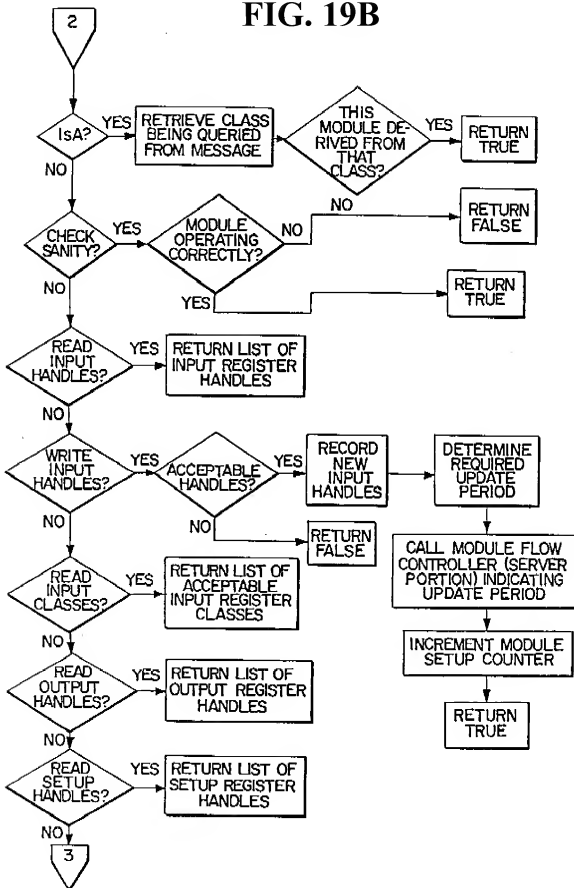 FIG. 19B
2
IsA?
YES
RETRIEVE CLASS
BEING QUERIED
FROM MESSAGE
THIS
MODULE DE-
RIVED FROM
THAT
CLASS?
YES
RETURN
TRUE
NO
NO
CHECK
SANITY?
YES
MODULE
OPERATING
CORRECTLY?
NO
RETURN
FALSE
NO
YES
RETURN
TRUE
READ
INPUT
HANDLES?
YES
RETURN LIST OF
INPUT REGISTER
HANDLES
NO
WRITE
INPUT
HANDLES?
YES
ACCEPTABLE
HANDLES?
YES
RECORD
NEW
INPUT
HANDLES
DETERMINE
REQUIRED
UPDATE
PERIOD
NO
NO
RETURN
FALSE
CALL MODULE FLOW
CONTROLLER (SERVER
PORTION) INDICATING
UPDATE PERIOD
READ
INPUT
CLASSES?
YES
RETURN LIST OF
ACCEPTABLE
INPUT REGISTER
CLASSES
INCREMENT MODULE
SETUP COUNTER
NO
READ
OUTPUT
HANDLES?
YES
RETURN LIST OF
OUTPUT REGISTER
HANDLES
RETURN
TRUE
NO
READ
SETUP
HANDLES?
YES
RETURN LIST OF
SETUP REGISTER
HANDLES
NO
3